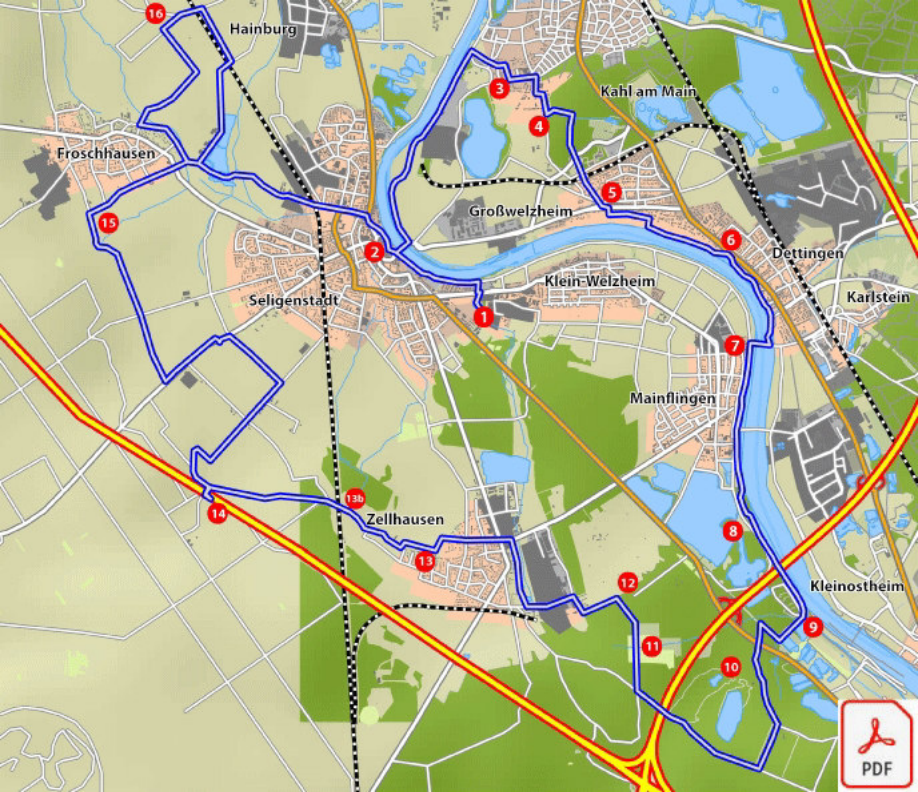 16
Hainburg
3
Kahl am Main
4
Froschhausen
5
Großwelzheim
15
6
2
Dettingen
Klein-Welzheim
Seligenstadt
Karlstein
1
7
Mainflingen
13b
14
Zellhausen
8
13
12
Kleinostheim
9
11
10
PDF